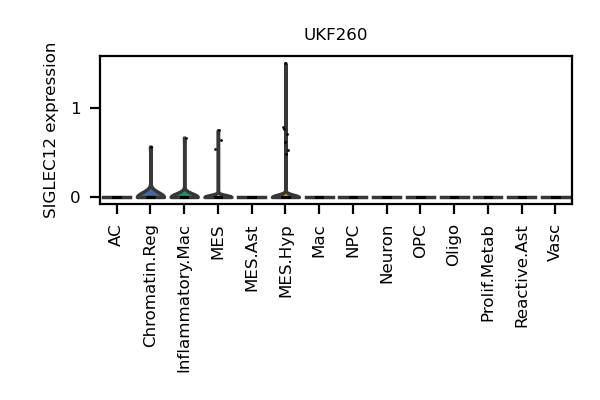 UKF260
SIGLEC12 expression
1
0
AC
Chromatin.Reg
Inflammatory.Mac
MES
MES.Ast
MES.Hyp
Mac
NPC
Neuron
OPC
Oligo
Prolif.Metab
Reactive.Ast
Vasc